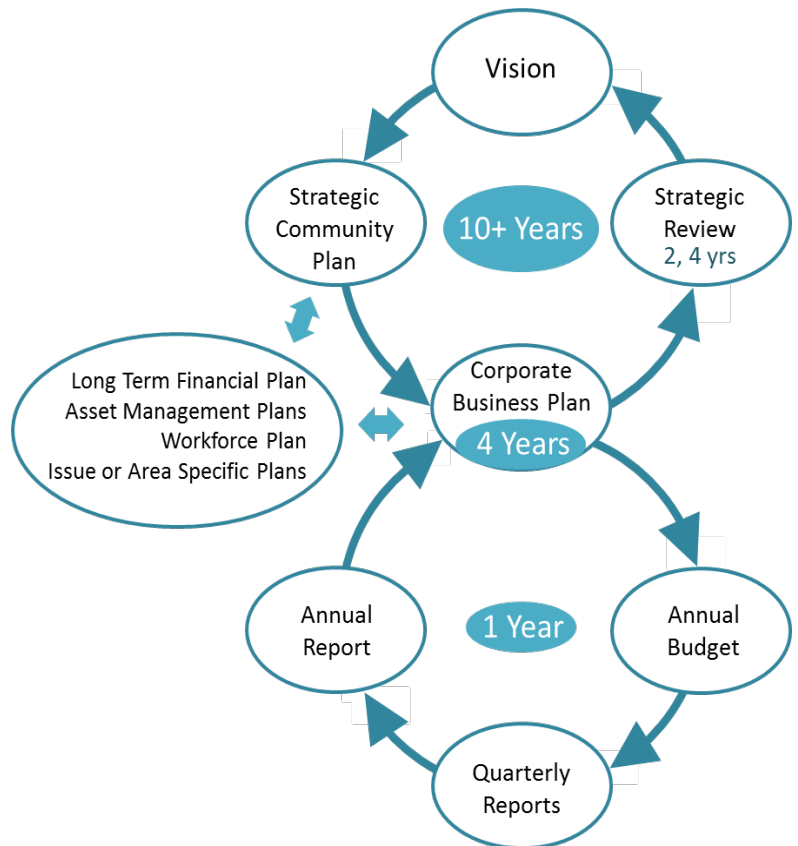 Vision
Strategic
Community
Plan
10+ Years
Strategic
Review
2, 4 yrs
Long Term Financial Plan
Asset Management Plans
Workforce Plan
Issue or Area Specific Plans
Corporate
Business Plan
4 Years
Annual
Report
1 Year
Annual
Budget
Quarterly
Reports